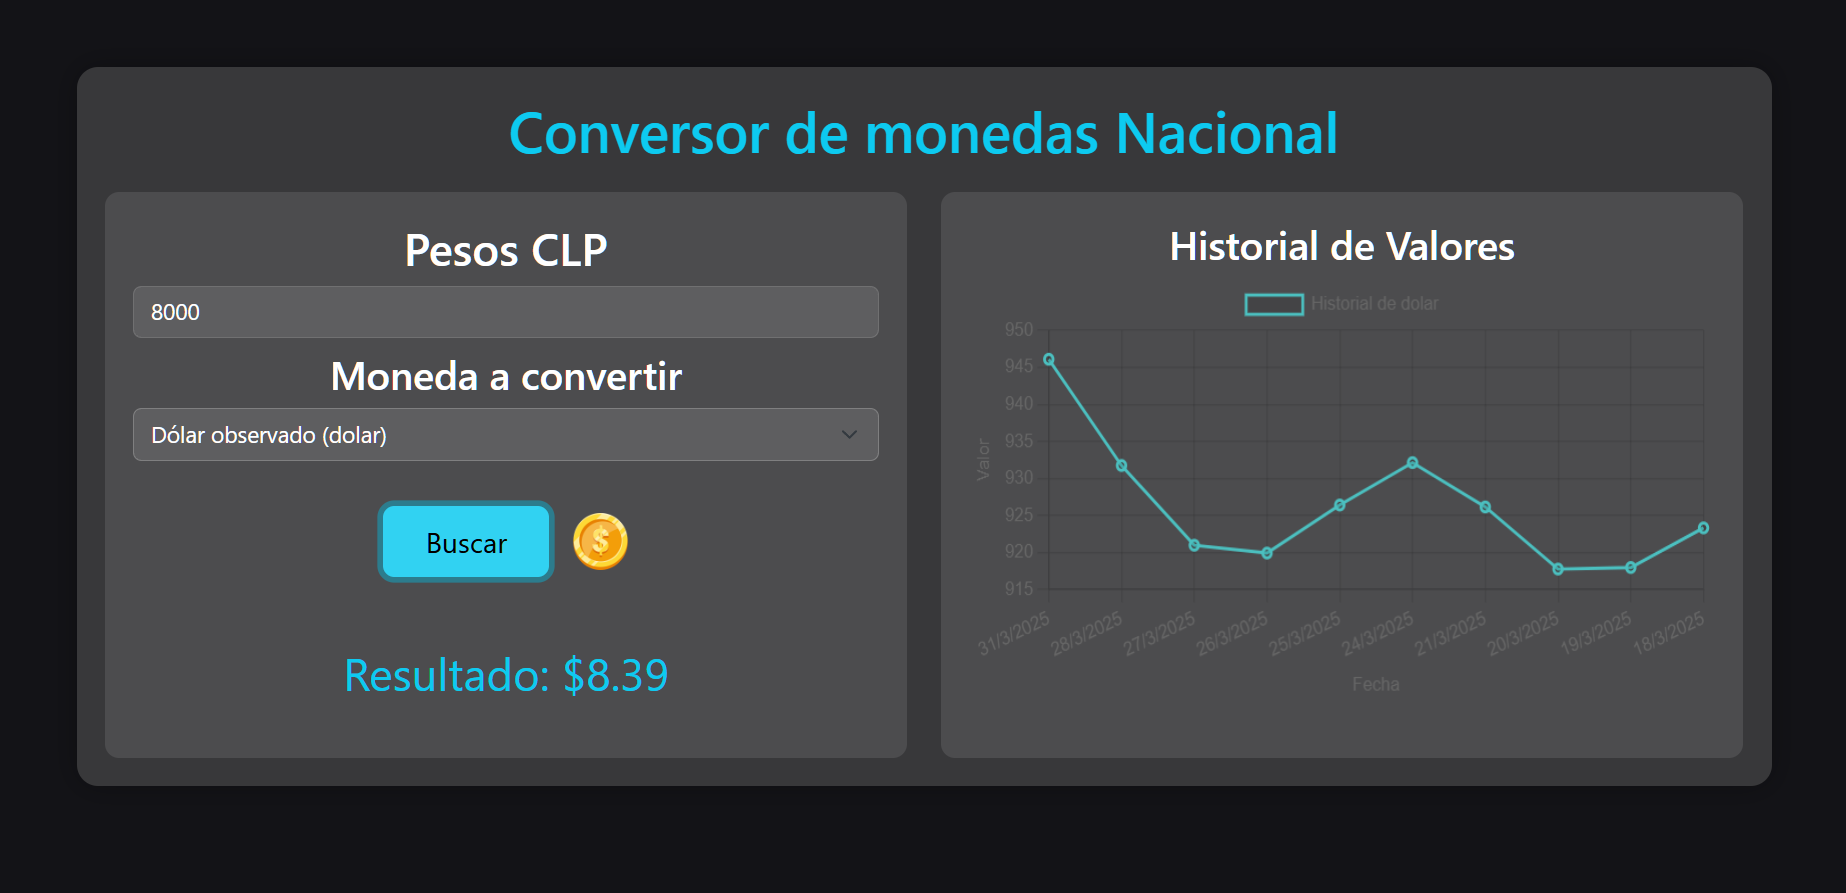 Conversor de monedas Nacional
Pesos CLP
8000
Moneda a convertir
Dólar observado (dolar)
Buscar
$
Resultado: $8.39
Historial de Valores
Historial de dolar
950
945
940
935
930
925
920
915
Valor
31/3/2025
28/3/2025
27/3/2025
26/3/2025
25/3/2025
24/3/2025
21/3/2025
20/3/2025
19/3/2025
18/3/2025
Fecha